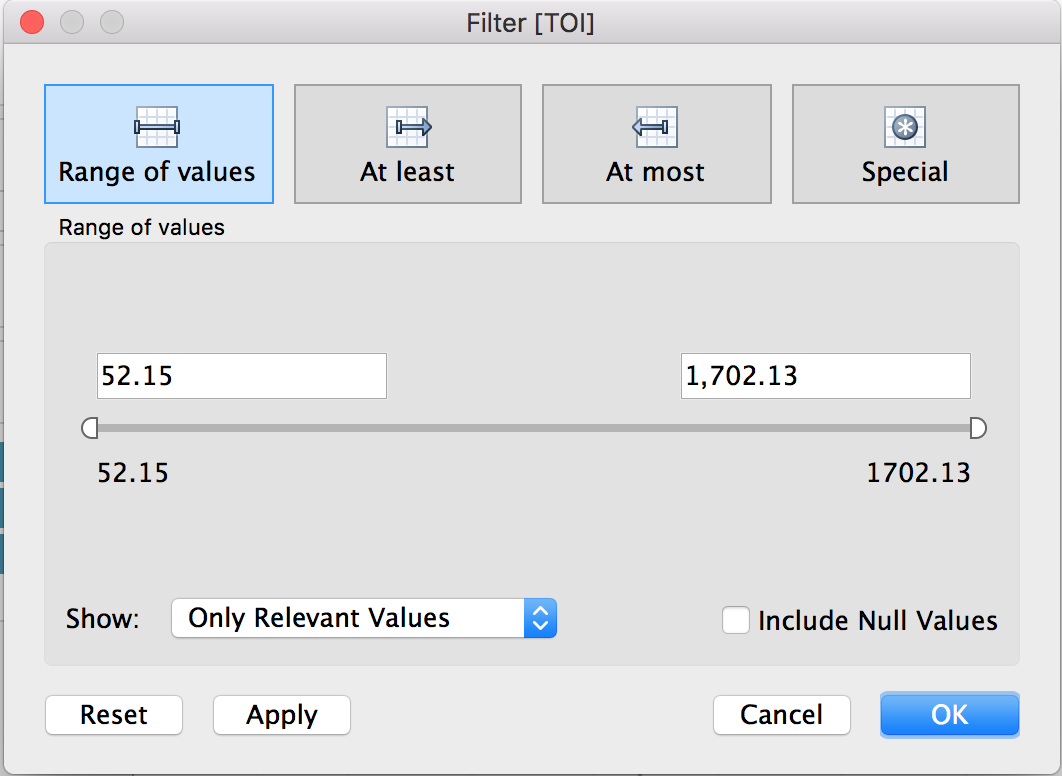 Filter [TOI]
Range of values
At least
At most
Special
Range of values
52.15
1,702.13
52.15
1702.13
Show:
Only Relevant Values
Include Null Values
Reset
Apply
Cancel
OK